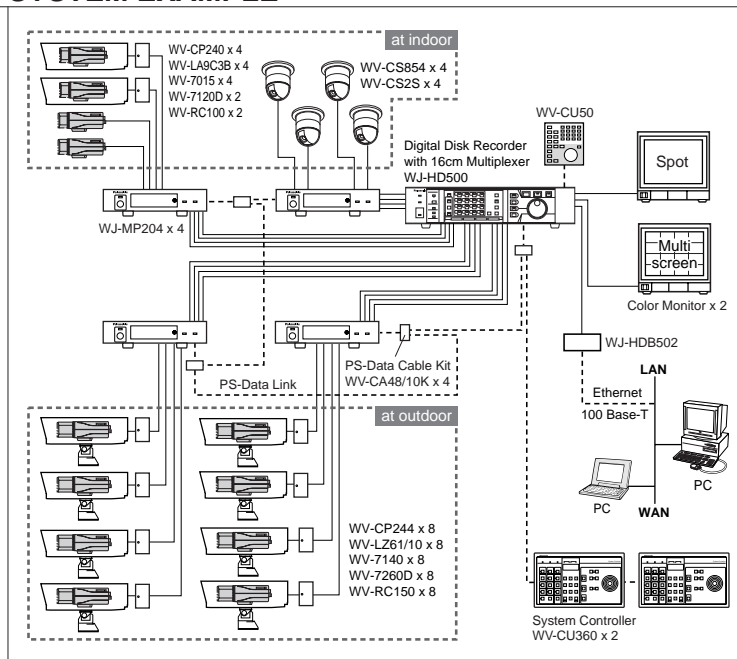 at indoor
WV-CP240 x 4
WV-LA9C3B x 4
WV-7015 x 4
WV-7120D x 2
WV-RC100 x 2
WV-CS854 x 4
WV-CS2S x 4
WV-CU50
Digital Disk Recorder
with 16cm Multiplexer
WJ-HD500
Spot
WJ-MP204 x 4
Multi
screen
Color Monitor x 2
PS-Data Cable Kit
WV-CA48/10K x 4
PS-Data Link
WJ-HDB502
LAN
Ethernet
100 Base-T
PC
PC
WAN
at outdoor
WV-CP244 x 8
WV-LZ61/10 x 8
WV-7140 x 8
WV-7260D x 8
WV-RC150 x 8
System Controller
WV-CU360 x 2